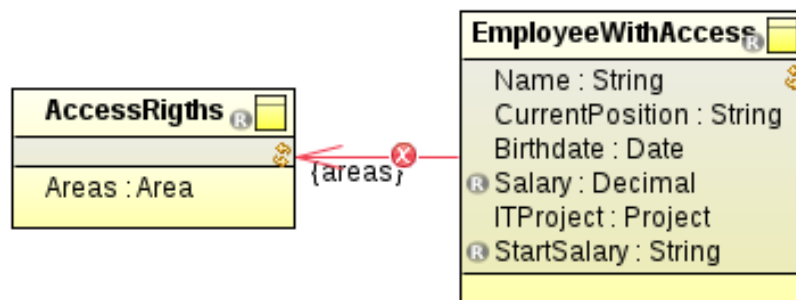 EmployeeWithAccess
Name : String
CurrentPosition : String
Birthdate : Date
Salary : Decimal
ITProject : Project
StartSalary : String
AccessRigths
Areas : Area
{areas}